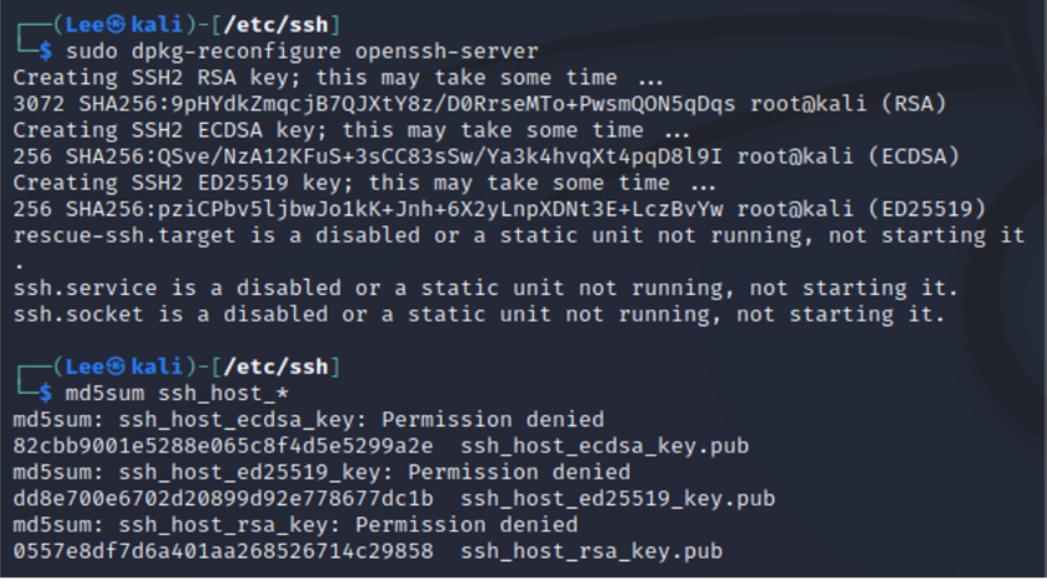 ┌──(Lee㉿kali)-[/etc/ssh]
└─$ sudo dpkg-reconfigure openssh-server
Creating SSH2 RSA key; this may take some time ...
3072 SHA256:9pHYdkZmqcjB7QJXtY8z/D0RrseMTo+PwsmQON5qDqs root@kali (RSA)
Creating SSH2 ECDSA key; this may take some time ...
256 SHA256:QSve/NzA12KFuS+3sCC83sSw/Ya3k4hvqXt4pqD8l9I root@kali (ECDSA)
Creating SSH2 ED25519 key; this may take some time ...
256 SHA256:pziCPbv5ljbwJo1kK+Jnh+6X2yLnpXDNt3E+LczBvYw root@kali (ED25519)
rescue-ssh.target is a disabled or a static unit not running, not starting it
.
ssh.service is a disabled or a static unit not running, not starting it.
ssh.socket is a disabled or a static unit not running, not starting it.
┌──(Lee㉿kali)-[/etc/ssh]
└─$ md5sum ssh_host_*
md5sum: ssh_host_ecdsa_key: Permission denied
82cbb9001e5288e065c8f4d5e5299a2e  ssh_host_ecdsa_key.pub
md5sum: ssh_host_ed25519_key: Permission denied
dd8e700e6702d20899d92e778677dc1b  ssh_host_ed25519_key.pub
md5sum: ssh_host_rsa_key: Permission denied
0557e8df7d6a401aa268526714c29858  ssh_host_rsa_key.pub